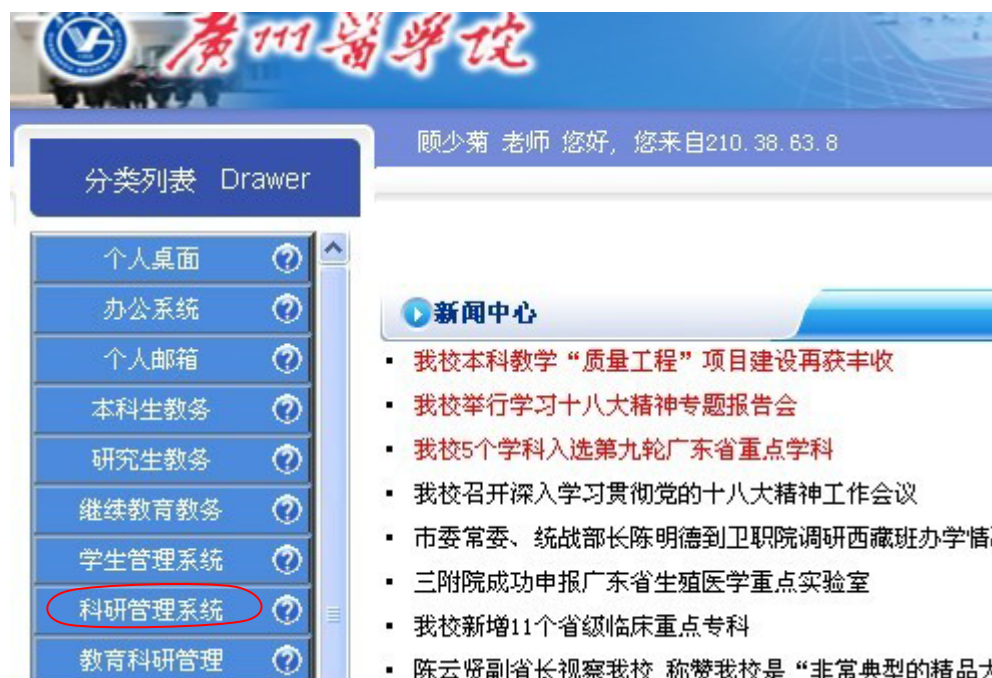 廣州醫學院
顾少菊 老师 您好, 您来自210.38.63.8
分类列表 Drawer
个人桌面
办公系统
个人邮箱
本科生教务
研究生教务
继续教育教务
学生管理系统
科研管理系统
教育科研管理
新闻中心
我校本科教学“质量工程”项目建设再获丰收
我校举行学习十八大精神专题报告会
我校5个学科入选第九轮广东省重点学科
我校召开深入学习贯彻党的十八大精神工作会议
市委常委、统战部长陈明德到卫职院调研西藏班办学情
三附院成功申报广东省生殖医学重点实验室
我校新增11个省级临床重点专科
陈云贤副省长视察我校 称赞我校是“非常典型的精品大